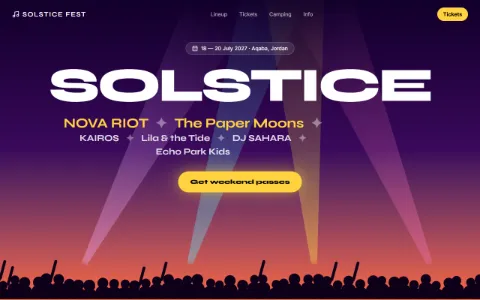 SOLSTICE FEST
Lineup Tickets Camping Info
Tickets
18 — 20 July 2027 · Aqaba, Jordan
SOLSTICE
NOVA RIOT ✦ The Paper Moons ✦
KAIROS ✦ Lila & the Tide ✦ DJ SAHARA ✦
Echo Park Kids
Get weekend passes